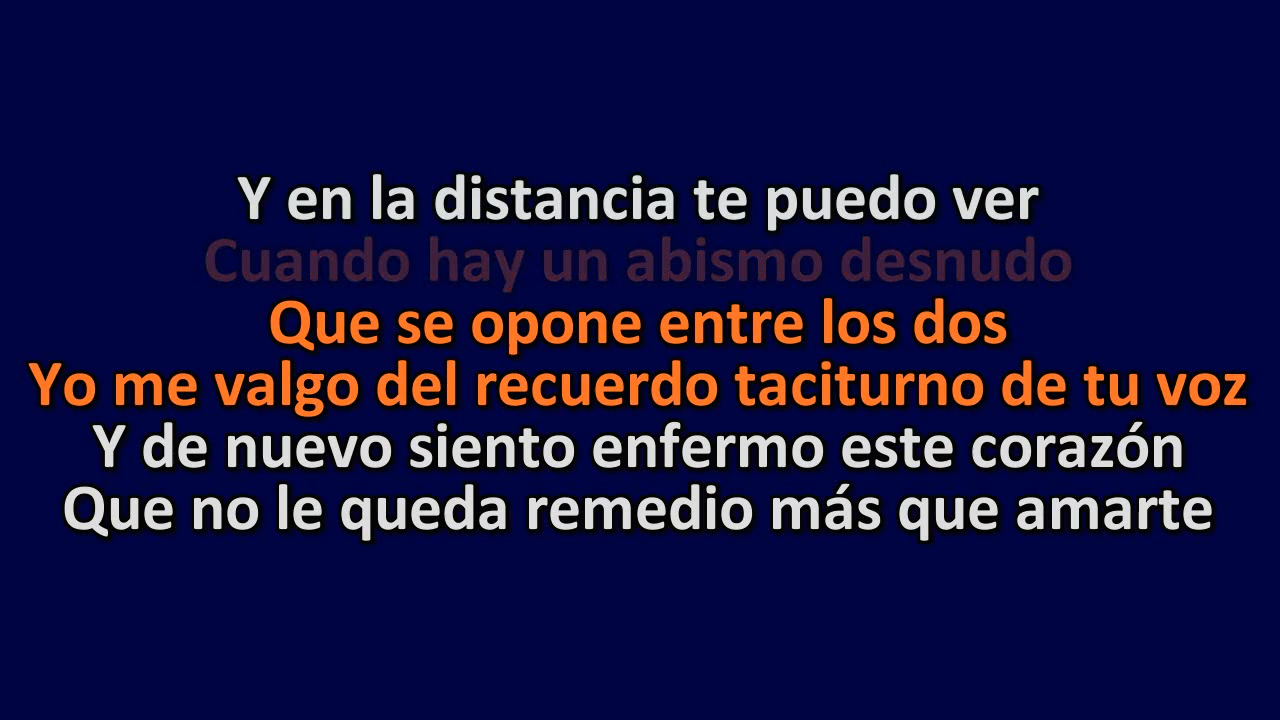 Y en la distancia te puedo ver
Cuando hay un abismo desnudo
Que se opone entre los dos
Yo me valgo del recuerdo taciturno de tu voz
Y de nuevo siento enfermo este corazón
Que no le queda remedio más que amarte